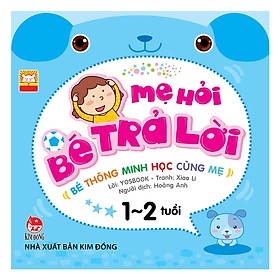 Mẹ Hỏi
Bé Trả Lời
BÉ THÔNG MINH HỌC CÙNG MẸ
Lời: YOSBOOK - Tranh: Xiao Li
Người dịch: Hoàng Anh
1~2 tuổi
KIM ĐỒNG
NHÀ XUẤT BẢN KIM ĐỒNG